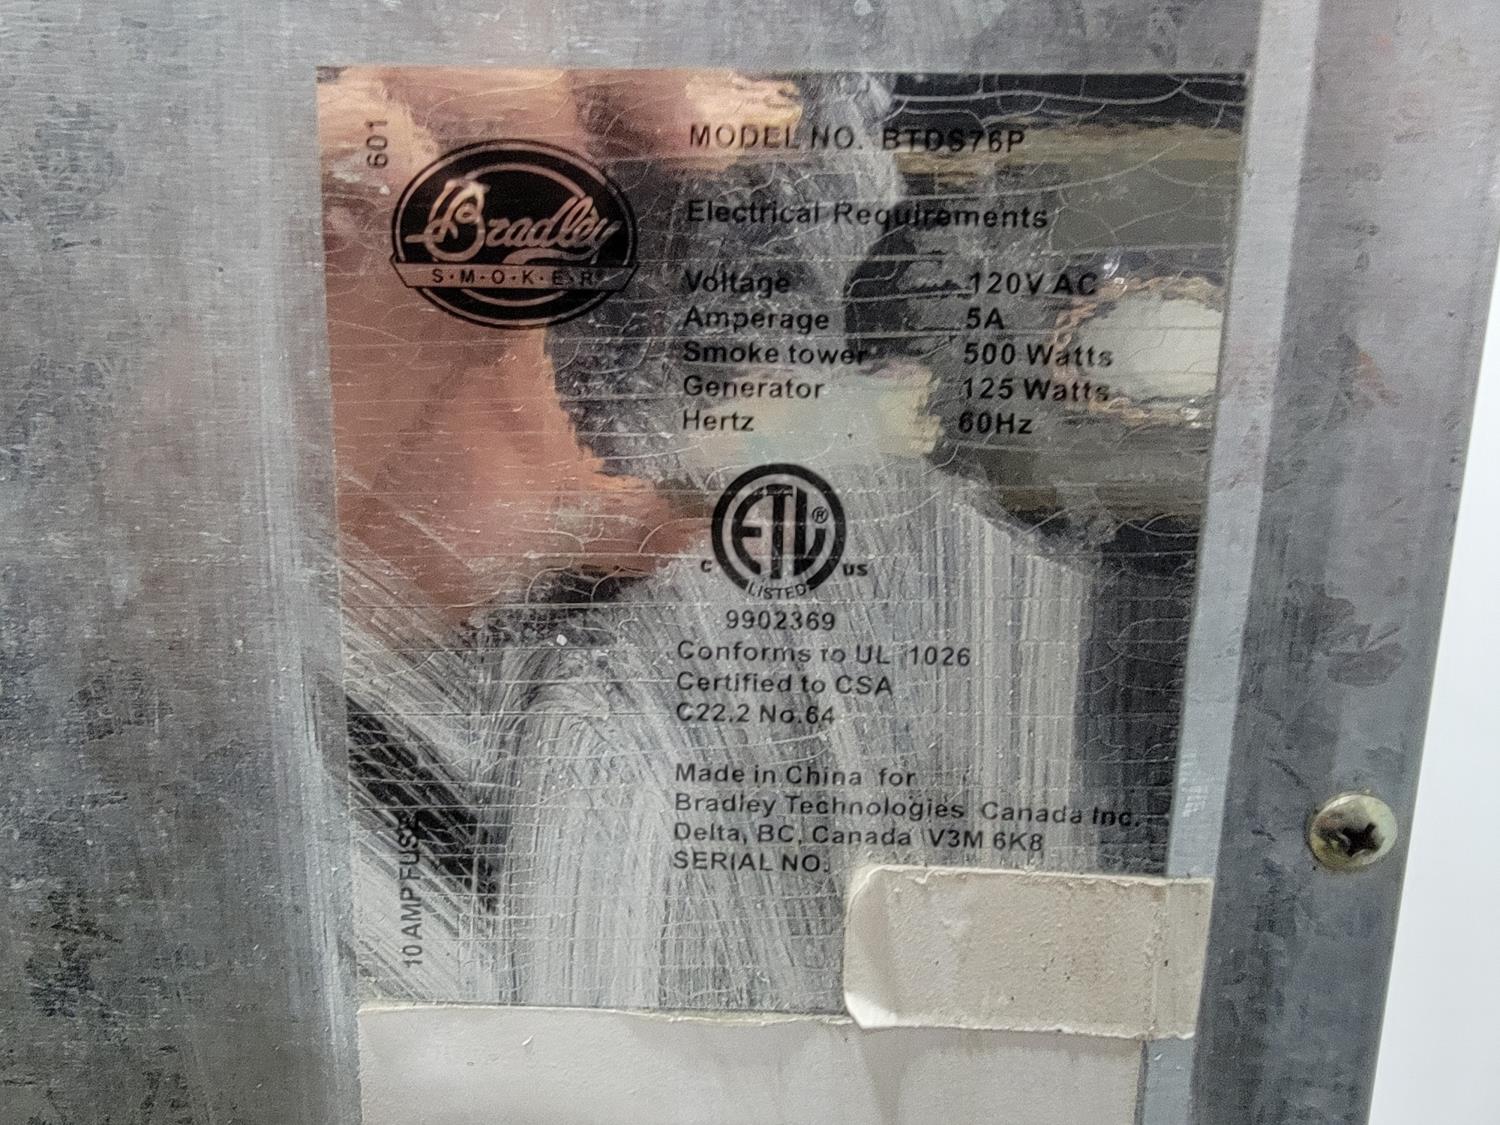 601
Bradley
S·M·O·K·E·R®
MODEL NO. BTDS76P
Electrical Requirements
Voltage 120V AC
Amperage 5A
Smoke tower 500 Watts
Generator 125 Watts
Hertz 60Hz
ETL®
C US
LISTED
9902369
Conforms to UL 1026
Certified to CSA
C22.2 No.64
Made in China for
Bradley Technologies Canada Inc.
Delta, BC, Canada V3M 6K8
SERIAL NO.
10 AMP FUSE